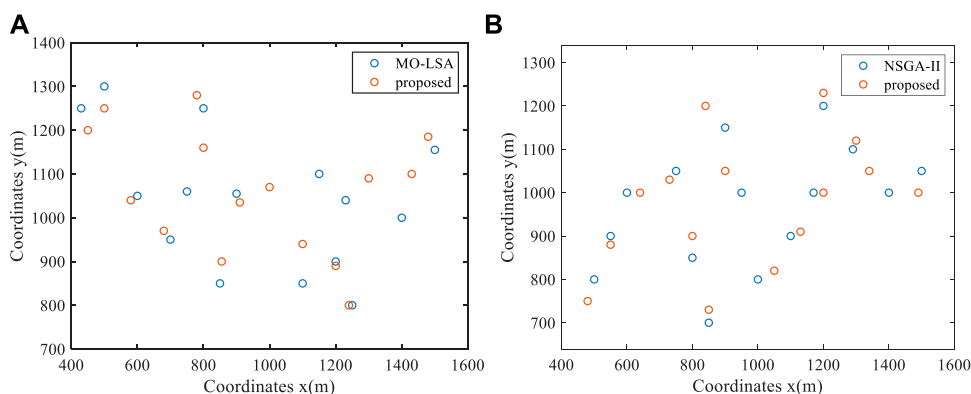 A
1400
1300
1200
1100
1000
900
800
700
Coordinates y(m)
400 600 800 1000 1200 1400 1600
Coordinates x(m)
MO-LSA
proposed
B
1300
1200
1100
1000
900
800
700
Coordinates y(m)
400 600 800 1000 1200 1400 1600
Coordinates x(m)
NSGA-II
proposed